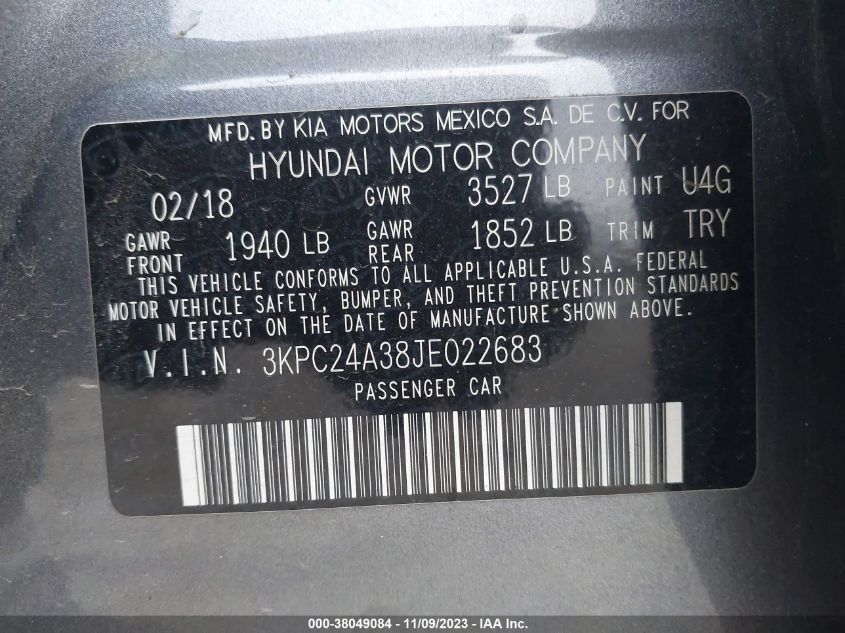 MFD. BY KIA MOTORS MEXICO S.A. DE C.V. FOR
HYUNDAI MOTOR COMPANY
02/18 GVWR 3527 LB PAINT U4G
GAWR FRONT 1940 LB GAWR REAR 1852 LB TRIM TRY
THIS VEHICLE CONFORMS TO ALL APPLICABLE U.S.A. FEDERAL
MOTOR VEHICLE SAFETY, BUMPER, AND THEFT PREVENTION STANDARDS
IN EFFECT ON THE DATE OF MANUFACTURE SHOWN ABOVE.
V.I.N. 3KPC24A38JE022683
PASSENGER CAR
000-38049084 - 11/09/2023 - IAA Inc.